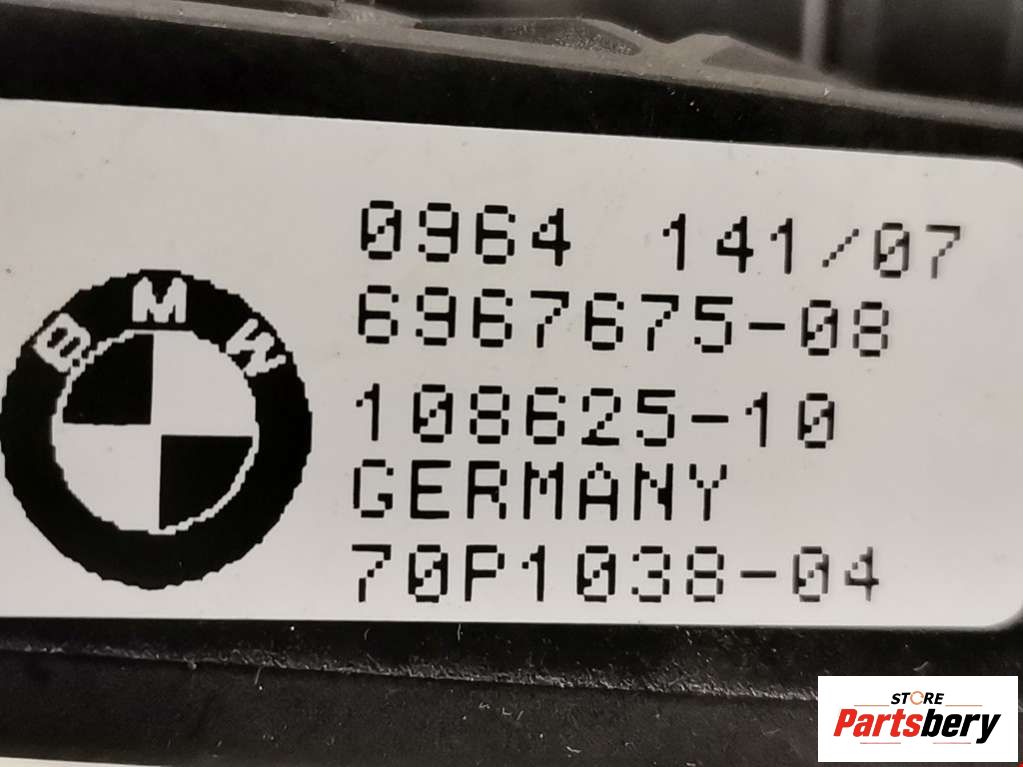 BMW
0964 141/07
6967675-08
108625-10
GERMANY
70P1038-04
STORE
Partsbery